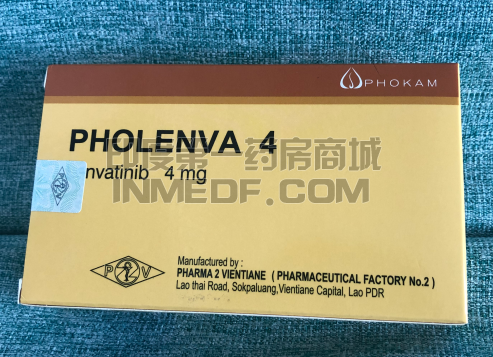 PHOKAM
PHOLENVA 4
nvatinib 4 mg
印度第一药房商城
INMEDF.COM
P V
Manufactured by :
PHARMA 2 VIENTIANE ( PHARMACEUTICAL FACTORY No.2 )
Lao thai Road, Sokpaluang,Vientiane Capital, Lao PDR